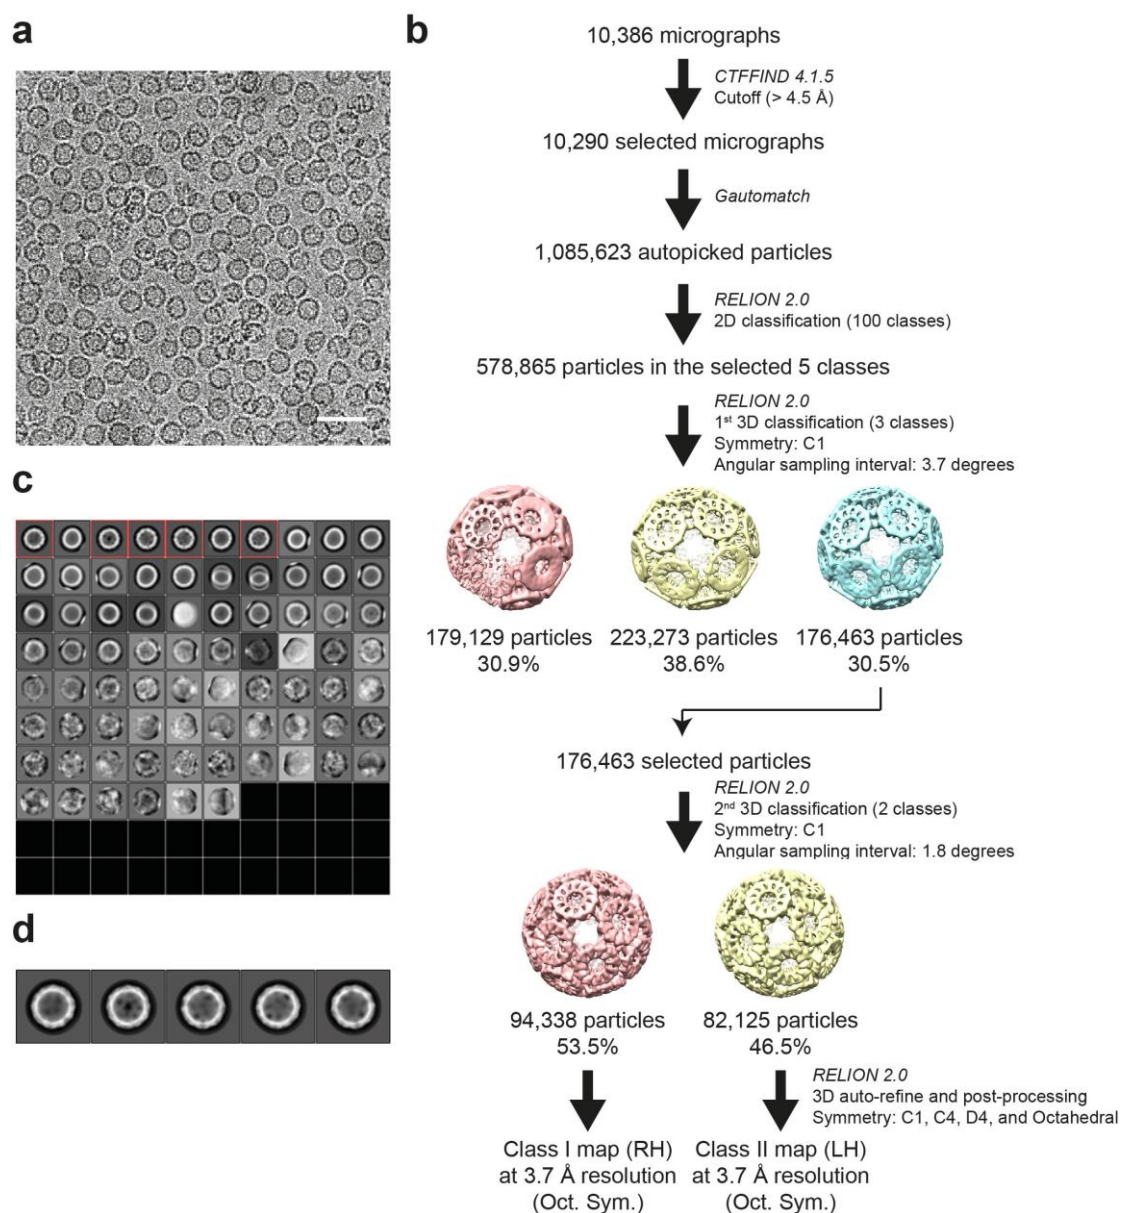 a
b
10,386 micrographs
CTFFIND 4.1.5
Cutoff (> 4.5 Å)
10,290 selected micrographs
Gautomatch
1,085,623 autopicked particles
RELION 2.0
2D classification (100 classes)
578,865 particles in the selected 5 classes
RELION 2.0
1st 3D classification (3 classes)
Symmetry: C1
Angular sampling interval: 3.7 degrees
179,129 particles
30.9%
223,273 particles
38.6%
176,463 particles
30.5%
176,463 selected particles
RELION 2.0
2nd 3D classification (2 classes)
Symmetry: C1
Angular sampling interval: 1.8 degrees
94,338 particles
53.5%
82,125 particles
46.5%
RELION 2.0
3D auto-refine and post-processing
Symmetry: C1, C4, D4, and Octahedral
Class I map (RH)
at 3.7 Å resolution
(Oct. Sym.)
Class II map (LH)
at 3.7 Å resolution
(Oct. Sym.)
c
d